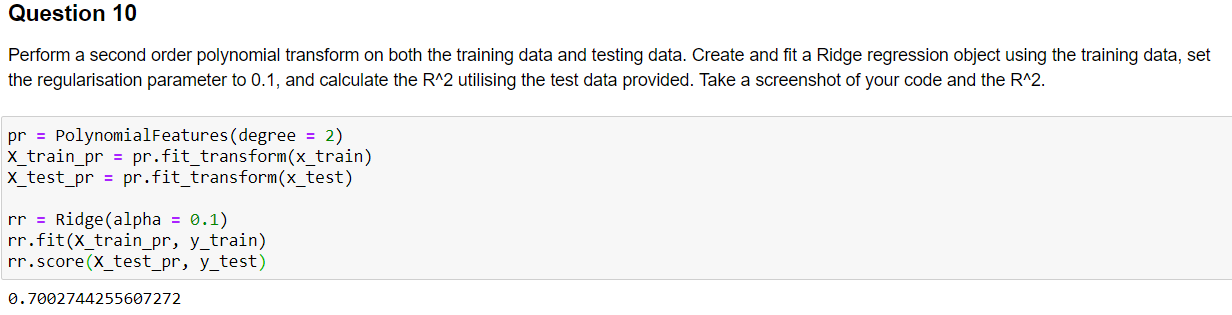 Question 10
Perform a second order polynomial transform on both the training data and testing data. Create and fit a Ridge regression object using the training data, set
the regularisation parameter to 0.1, and calculate the R^2 utilising the test data provided. Take a screenshot of your code and the R^2.
pr = PolynomialFeatures(degree = 2)
X_train_pr = pr.fit_transform(x_train)
X_test_pr = pr.fit_transform(x_test)
rr = Ridge(alpha = 0.1)
rr.fit(X_train_pr, y_train)
rr.score(X_test_pr, y_test)
0.7002744255607272